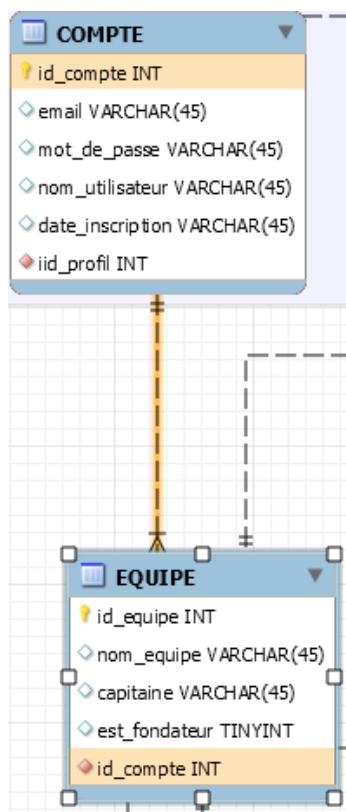 COMPTE
id_compte INT
email VARCHAR(45)
mot_de_passe VARCHAR(45)
nom_utilisateur VARCHAR(45)
date_inscription VARCHAR(45)
iid_profil INT
EQUIPE
id_equipe INT
nom_equipe VARCHAR(45)
capitaine VARCHAR(45)
est_fondateur TINYINT
id_compte INT